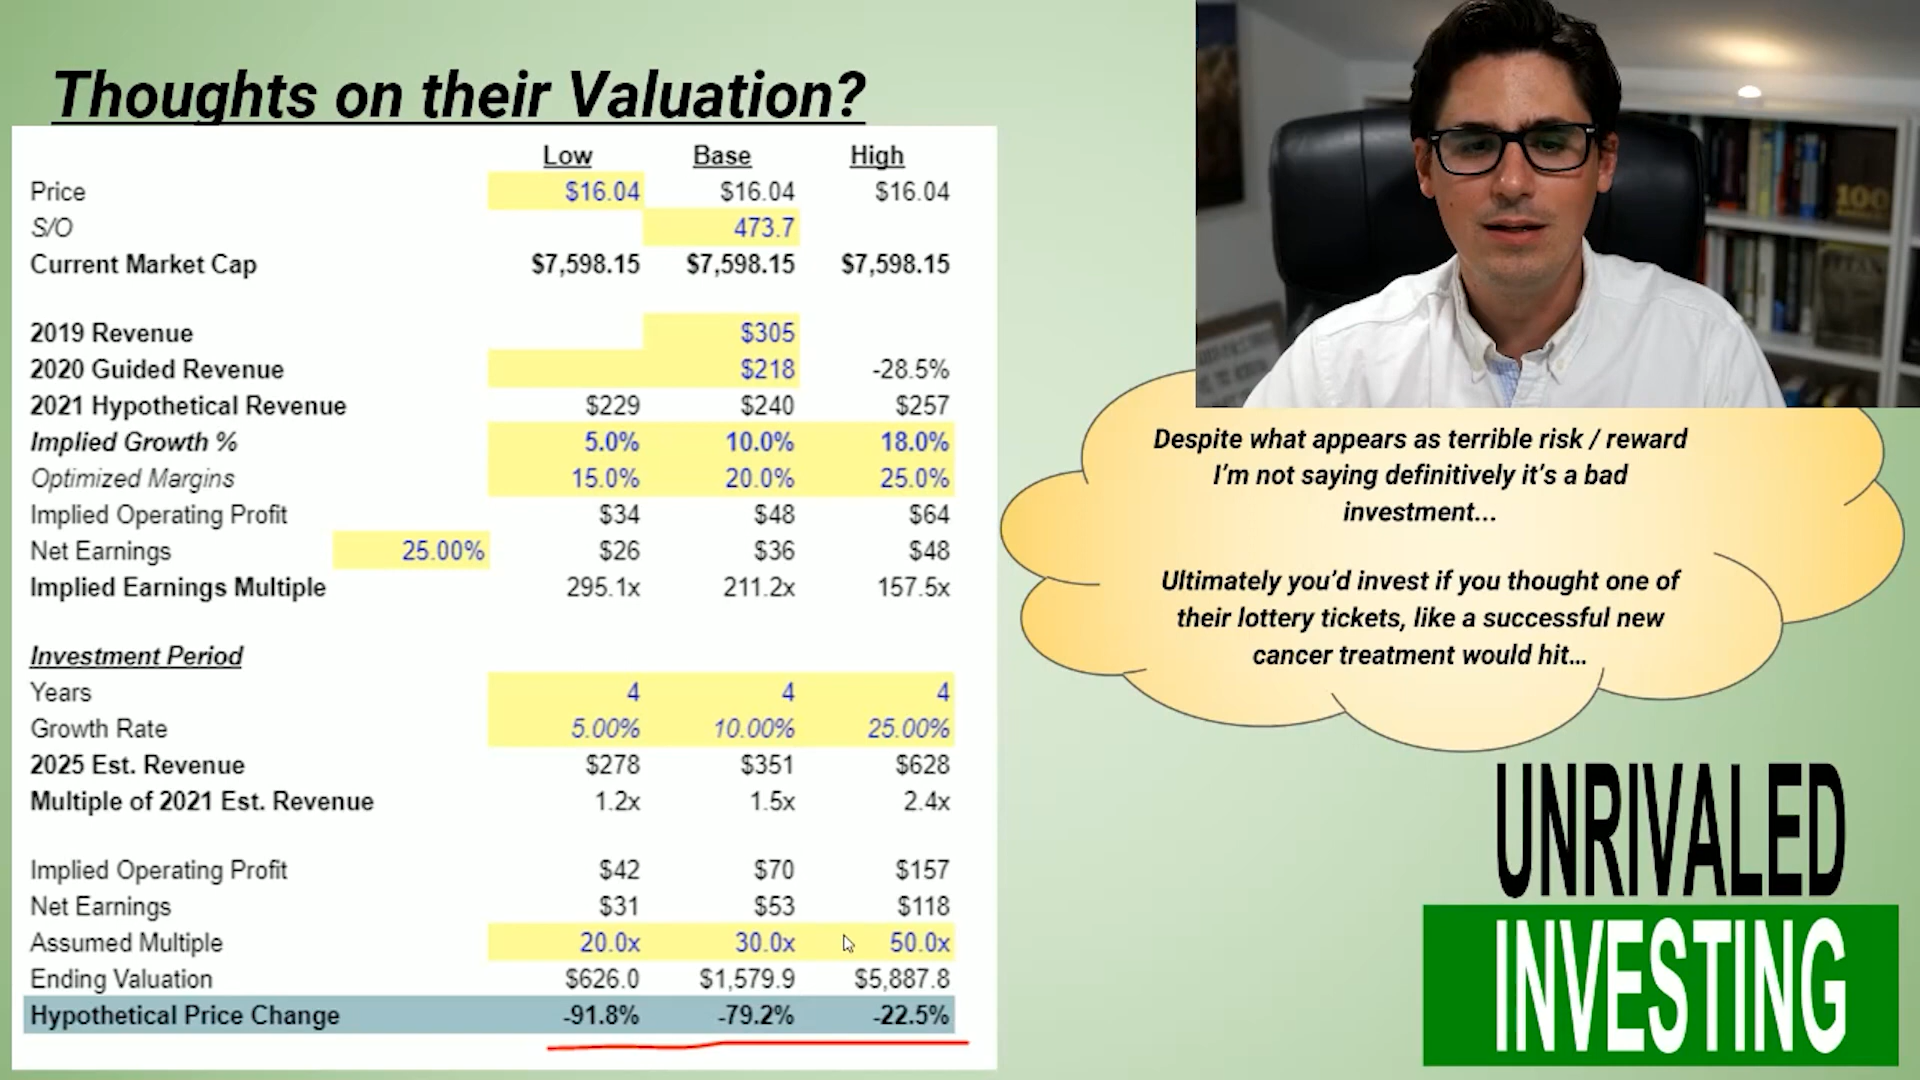 Thoughts on their Valuation?
Low Base High
Price $16.04 $16.04 $16.04
S/O 473.7
Current Market Cap $7,598.15 $7,598.15 $7,598.15
2019 Revenue $305
2020 Guided Revenue $218 -28.5%
2021 Hypothetical Revenue $229 $240 $257
Implied Growth % 5.0% 10.0% 18.0%
Optimized Margins 15.0% 20.0% 25.0%
Implied Operating Profit $34 $48 $64
Net Earnings 25.00% $26 $36 $48
Implied Earnings Multiple 295.1x 211.2x 157.5x
Investment Period
Years 4 4 4
Growth Rate 5.00% 10.00% 25.00%
2025 Est. Revenue $278 $351 $628
Multiple of 2021 Est. Revenue 1.2x 1.5x 2.4x
Implied Operating Profit $42 $70 $157
Net Earnings $31 $53 $118
Assumed Multiple 20.0x 30.0x 50.0x
Ending Valuation $626.0 $1,579.9 $5,887.8
Hypothetical Price Change -91.8% -79.2% -22.5%
100
Despite what appears as terrible risk / reward
I'm not saying definitively it's a bad
investment...
Ultimately you'd invest if you thought one of
their lottery tickets, like a successful new
cancer treatment would hit...
UNRIVALED
INVESTING